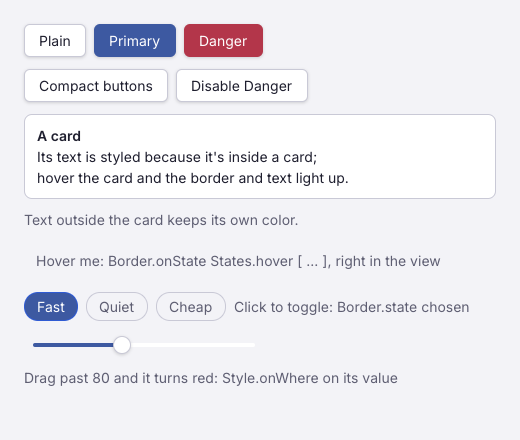 Plain Primary Danger
Compact buttons Disable Danger
A card
Its text is styled because it's inside a card;
hover the card and the border and text light up.
Text outside the card keeps its own color.
Hover me: Border.onState States.hover [ ... ], right in the view
Fast Quiet Cheap Click to toggle: Border.state chosen
Drag past 80 and it turns red: Style.onWhere on its value